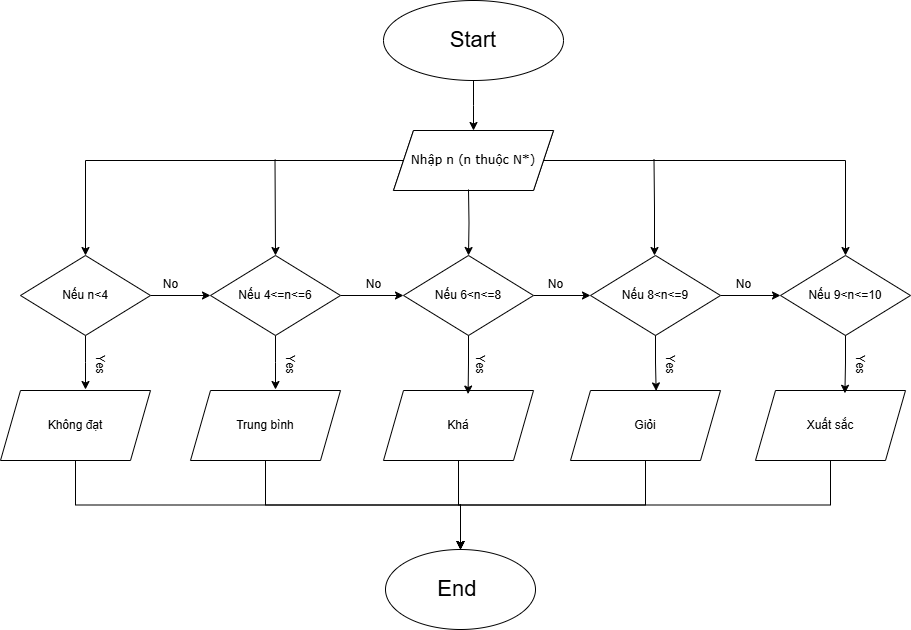 Start
Nhập n (n thuộc N*)
Nếu n<4
No
Nếu 4<=n<=6
No
Nếu 6<n<=8
No
Nếu 8<n<=9
No
Nếu 9<n<=10
Yes
Yes
Yes
Yes
Yes
Không đạt
Trung bình
Khá
Giỏi
Xuất sắc
End